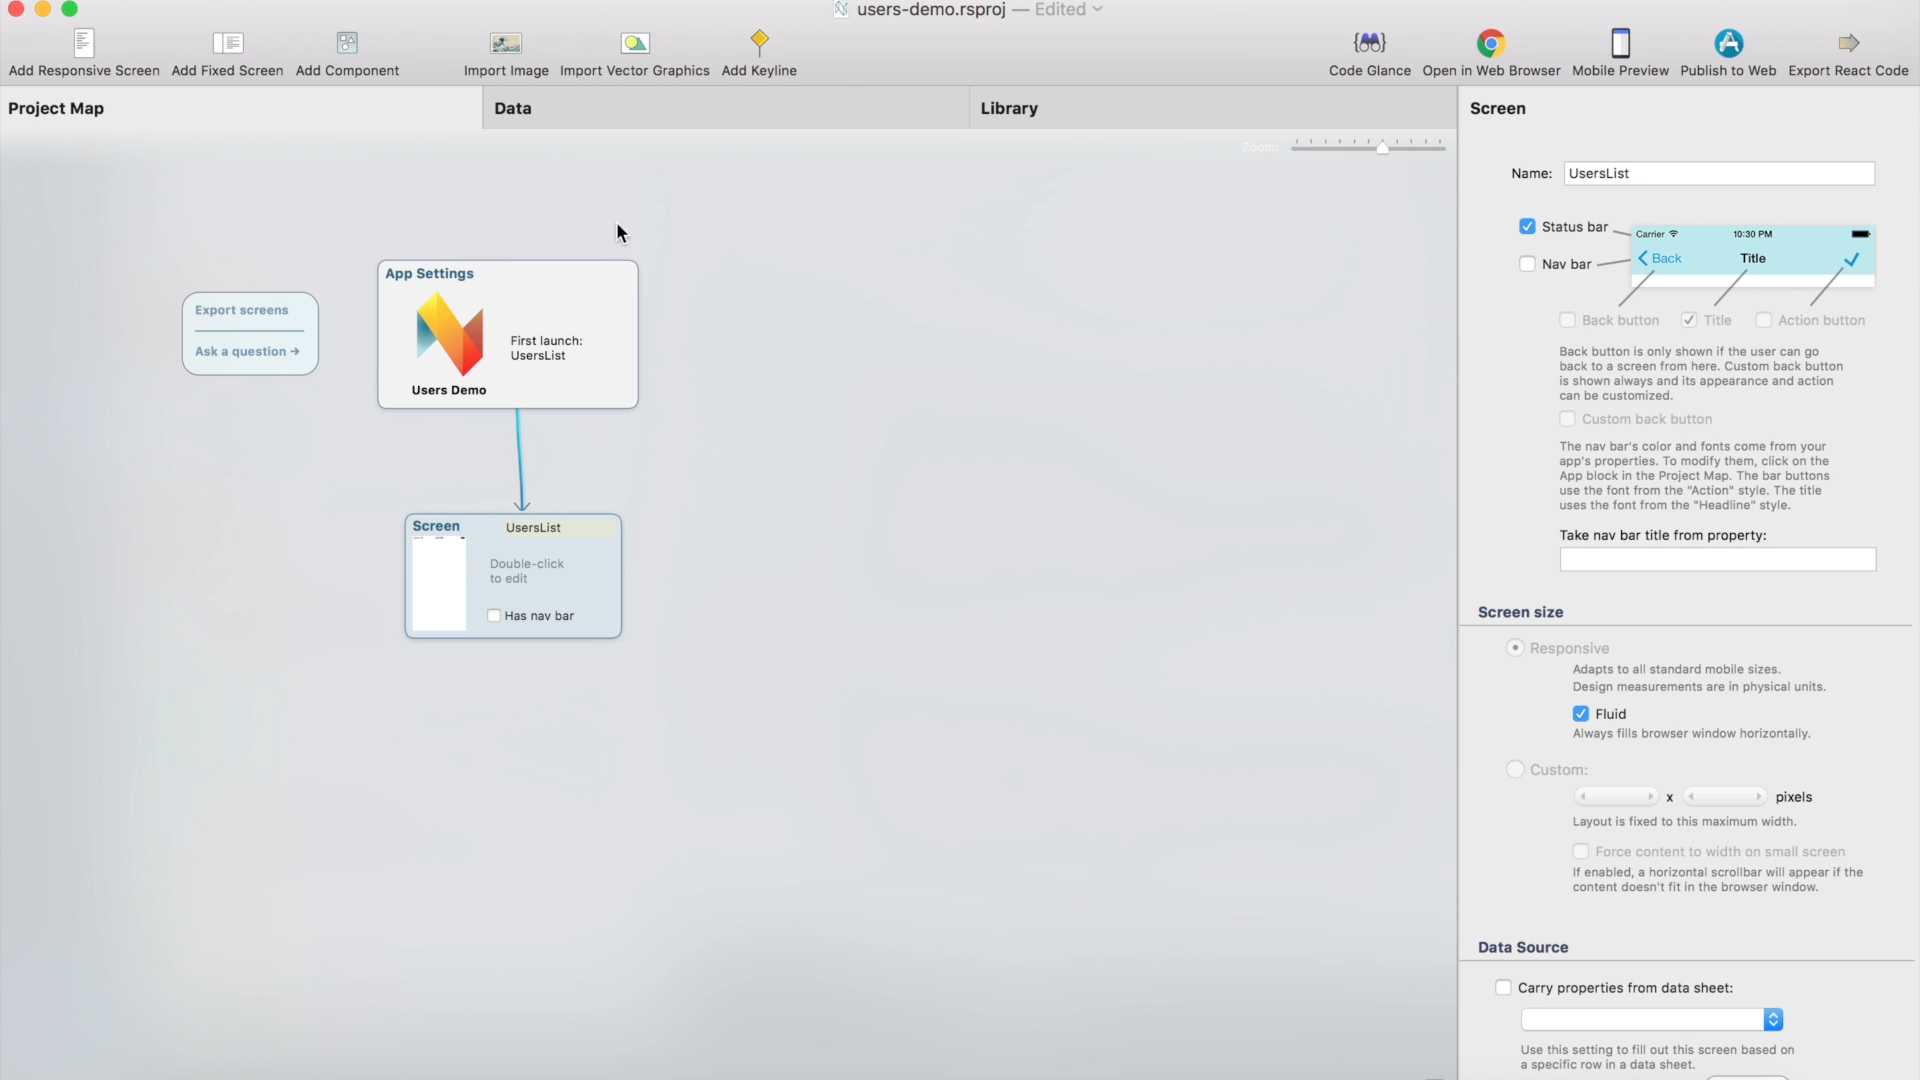 users-demo.rsproj — Edited
Add Responsive Screen
Add Fixed Screen
Add Component
Import Image
Import Vector Graphics
Add Keyline
Code Glance
Open in Web Browser
Mobile Preview
Publish to Web
Export React Code
Project Map
Data
Library
Screen
Zoom:
Export screens
Ask a question →
App Settings
First launch:
UsersList
Users Demo
Screen
UsersList
Double-click
to edit
Has nav bar
Name:
UsersList
Status bar
Nav bar
Carrier
10:30 PM
Back
Title
Back button
Title
Action button
Back button is only shown if the user can go
back to a screen from here. Custom back button
is shown always and its appearance and action
can be customized.
Custom back button
The nav bar's color and fonts come from your
app's properties. To modify them, click on the
App block in the Project Map. The bar buttons
use the font from the "Action" style. The title
uses the font from the "Headline" style.
Take nav bar title from property:
Screen size
Responsive
Adapts to all standard mobile sizes.
Design measurements are in physical units.
Fluid
Always fills browser window horizontally.
Custom:
x
pixels
Layout is fixed to this maximum width.
Force content to width on small screen
If enabled, a horizontal scrollbar will appear if the
content doesn't fit in the browser window.
Data Source
Carry properties from data sheet:
Use this setting to fill out this screen based on
a specific row in a data sheet.